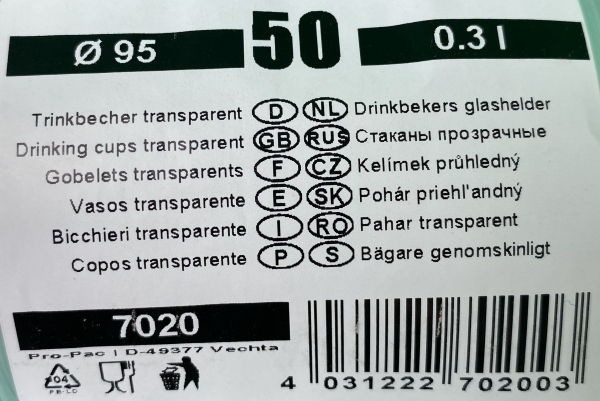 Ø 95
50
0.3 l
Trinkbecher transparent D NL Drinkbekers glashelder
Drinking cups transparent GB RUS Стаканы прозрачные
Gobelets transparents F CZ Kelímek průhledný
Vasos transparente E SK Pohár priehl'andný
Bicchieri transparente I RO Pahar transparent
Copos transparente P S Bägare genomskinligt
7020
Pro-Pac | D-49377 Vechta
04
PE-LD
4 031222 702003